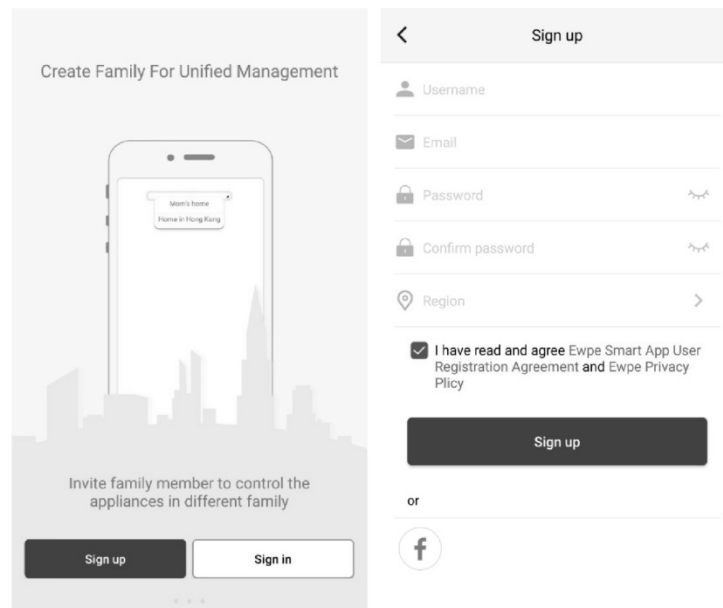 Create Family For Unified Management
Mom's home
Home in Hong Kong
Invite family member to control the
appliances in different family
Sign up
Sign in
Sign up
Username
Email
Password
Confirm password
Region
I have read and agree Ewpe Smart App User
Registration Agreement and Ewpe Privacy
Plicy
Sign up
or